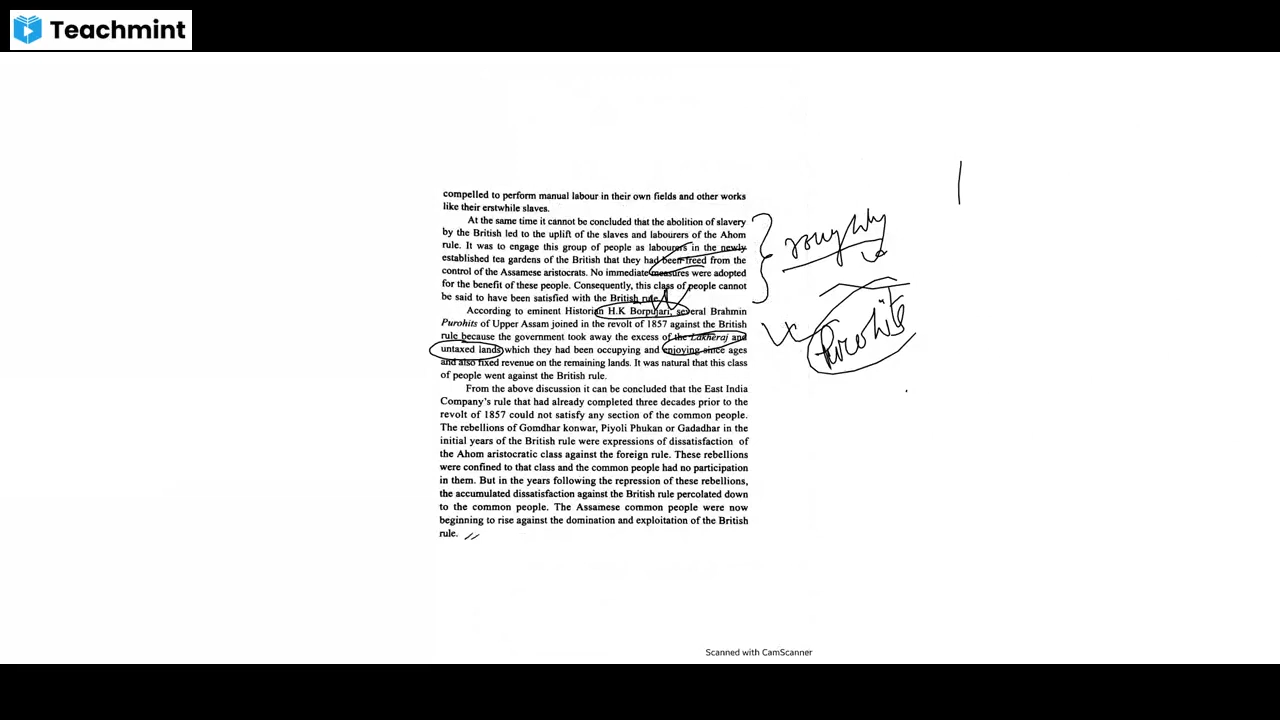 Teachmint
compelled to perform manual labour in their own fields and other works
like their erstwhile slaves.
At the same time it cannot be concluded that the abolition of slavery
by the British led to the uplift of the slaves and labourers of the Ahom
rule. It was to engage this group of people as labourers in the newly
established tea gardens of the British that they had been freed from the
control of the Assamese aristocrats. No immediate measures were adopted
for the benefit of these people. Consequently, this class of people cannot
be said to have been satisfied with the British rule.
According to eminent Historian H.K Borpujari, several Brahmin
Purohits of Upper Assam joined in the revolt of 1857 against the British
rule because the government took away the excess of the Lakheraj and
untaxed lands which they had been occupying and enjoying since ages
and also fixed revenue on the remaining lands. It was natural that this class
of people went against the British rule.
From the above discussion it can be concluded that the East India
Company's rule that had already completed three decades prior to the
revolt of 1857 could not satisfy any section of the common people.
The rebellions of Gomdhar konwar, Piyoli Phukan or Gadadhar in the
initial years of the British rule were expressions of dissatisfaction of
the Ahom aristocratic class against the foreign rule. These rebellions
were confined to that class and the common people had no participation
in them. But in the years following the repression of these rebellions,
the accumulated dissatisfaction against the British rule percolated down
to the common people. The Assamese common people were now
beginning to rise against the domination and exploitation of the British
rule.
roughly
Purohits
Scanned with CamScanner